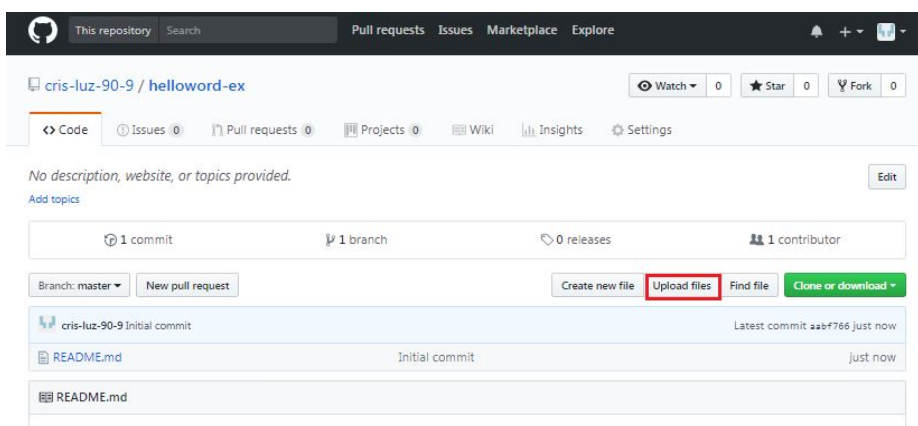 This repository Search Pull requests Issues Marketplace Explore
cris-luz-90-9 / helloword-ex Watch 0 Star 0 Fork 0
Code Issues 0 Pull requests 0 Projects 0 Wiki Insights Settings
No description, website, or topics provided. Edit
Add topics
1 commit 1 branch 0 releases 1 contributor
Branch: master New pull request Create new file Upload files Find file Clone or download
cris-luz-90-9 Initial commit Latest commit aabf766 just now
README.md Initial commit just now
README.md